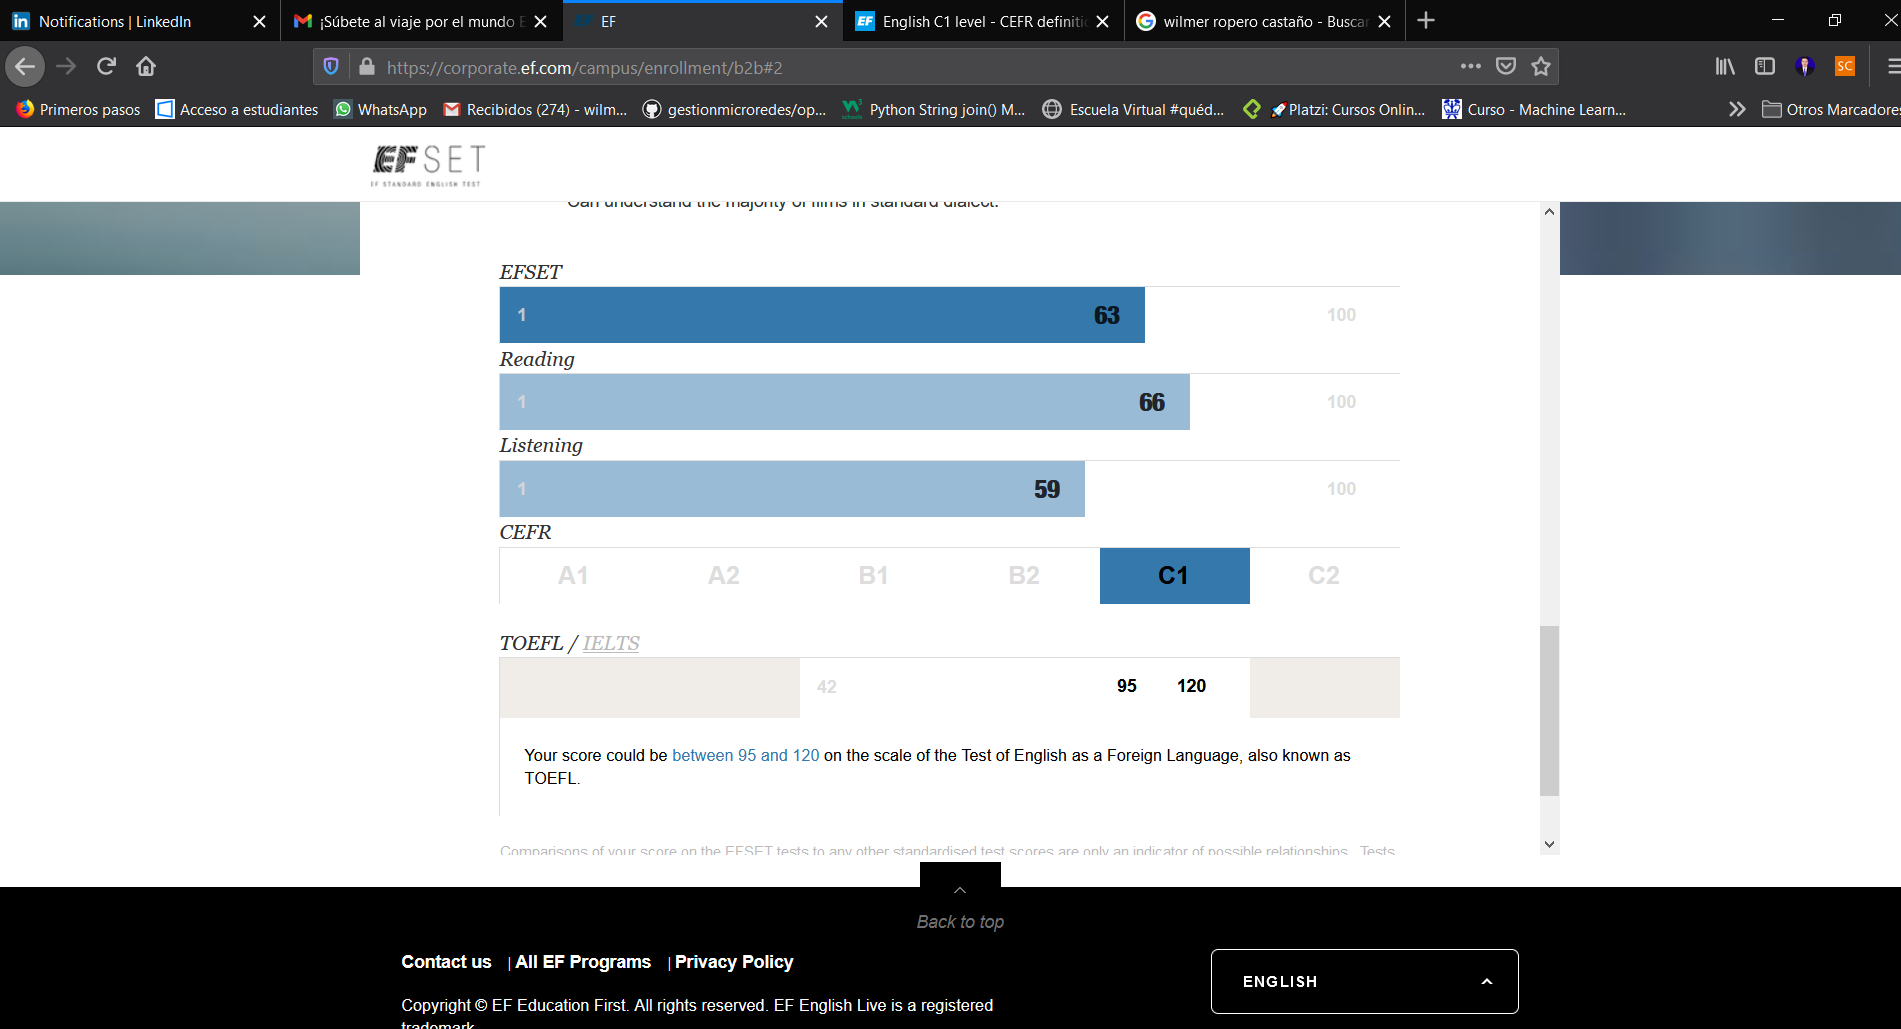 Notifications | LinkedIn
¡Súbete al viaje por el mundo E
EF
English C1 level - CEFR definiti
wilmer ropero castaño - Buscar
https://corporate.ef.com/campus/enrollment/b2b#2
SC
Primeros pasos
Acceso a estudiantes
WhatsApp
Recibidos (274) - wilm...
gestionmicroredes/op...
Python String join() M...
Escuela Virtual #quéd...
Platzi: Cursos Onlin...
Curso - Machine Learn...
Otros Marcadores
EFSET
EF STANDARD ENGLISH TEST
Can understand the majority of films in standard dialect.
EFSET
1 63 100
Reading
1 66 100
Listening
1 59 100
CEFR
A1 A2 B1 B2 C1 C2
TOEFL / IELTS
42 95 120
Your score could be between 95 and 120 on the scale of the Test of English as a Foreign Language, also known as
TOEFL.
Comparisons of your score on the EFSET tests to any other standardised test scores are only an indicator of possible relationships. Tests
Back to top
Contact us | All EF Programs | Privacy Policy
ENGLISH
Copyright © EF Education First. All rights reserved. EF English Live is a registered
trademark